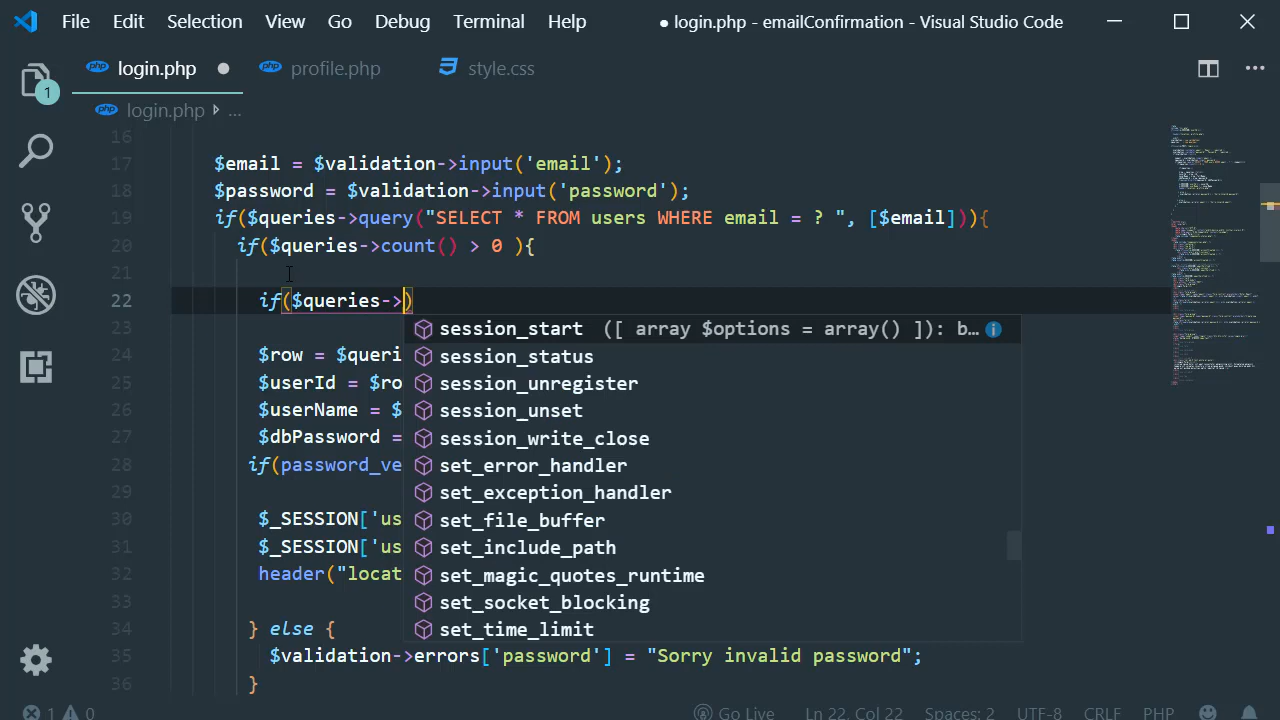 File Edit Selection View Go Debug Terminal Help ● login.php - emailConfirmation - Visual Studio Code
login.php profile.php style.css
1
login.php ...
16
17 $email = $validation->input('email');
18 $password = $validation->input('password');
19 if($queries->query("SELECT * FROM users WHERE email = ? ", [$email])){
20 if($queries->count() > 0 ){
21
22 if($queries->)
23 session_start ([ array $options = array() ]): b...
session_status
24 $row = $queri
25 $userId = $ro session_unregister
26 $userName = $ session_unset
27 $dbPassword = session_write_close
28 if(password_ve set_error_handler
29 set_exception_handler
30 $_SESSION['us set_file_buffer
31 $_SESSION['us set_include_path
32 header("locat set_magic_quotes_runtime
33 set_socket_blocking
34 } else { set_time_limit
35 $validation->errors['password'] = "Sorry invalid password";
36 }
1 0 Go Live Ln 22, Col 22 Spaces: 2 UTF-8 CRLF PHP